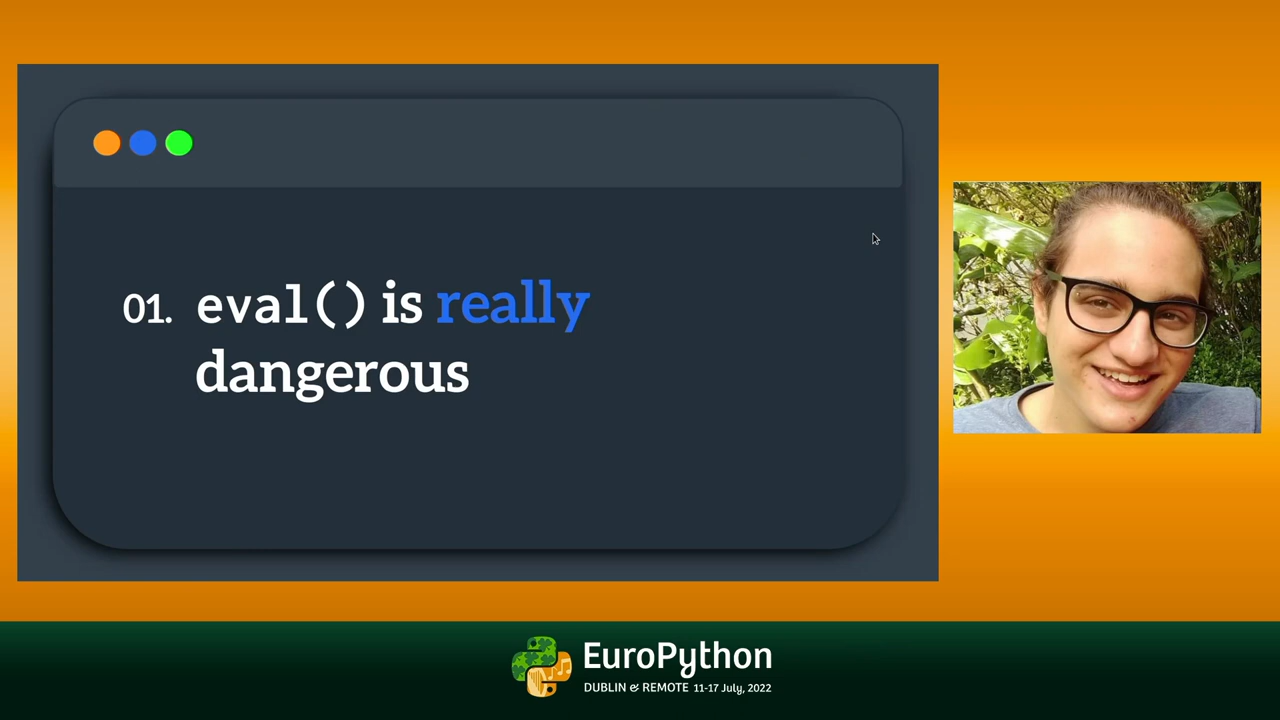 01. eval() is really
dangerous
EuroPython
DUBLIN & REMOTE 11-17 July, 2022